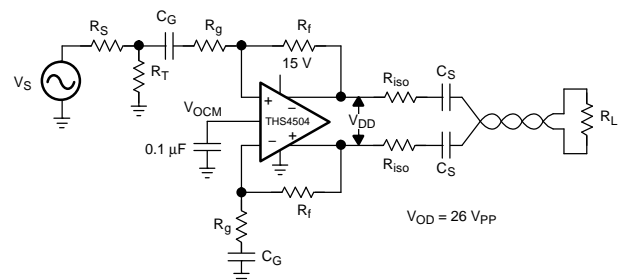 C_G
R_S
R_g
R_f
V_S
R_T
15 V
R_iso
C_S
V_OCM
+
−
THS4504
V_DD
R_L
0.1 μF
−
+
R_iso
C_S
R_f
R_g
V_OD = 26 V_PP
C_G